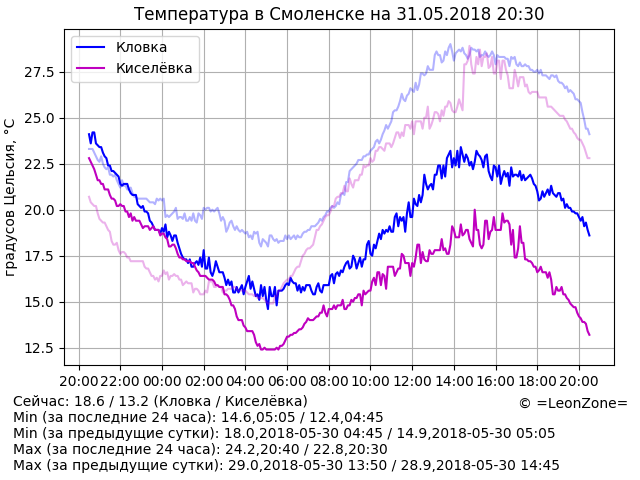 Температура в Смоленске на 31.05.2018 20:30
Кловка
Киселёвка
градусов Цельсия, °C
27.5
25.0
22.5
20.0
17.5
15.0
12.5
20:00 22:00 00:00 02:00 04:00 06:00 08:00 10:00 12:00 14:00 16:00 18:00 20:00
Сейчас: 18.6 / 13.2 (Кловка / Киселёвка)
© =LeonZone=
Min (за последние 24 часа): 14.6,05:05 / 12.4,04:45
Min (за предыдущие сутки): 18.0,2018-05-30 04:45 / 14.9,2018-05-30 05:05
Max (за последние 24 часа): 24.2,20:40 / 22.8,20:30
Max (за предыдущие сутки): 29.0,2018-05-30 13:50 / 28.9,2018-05-30 14:45